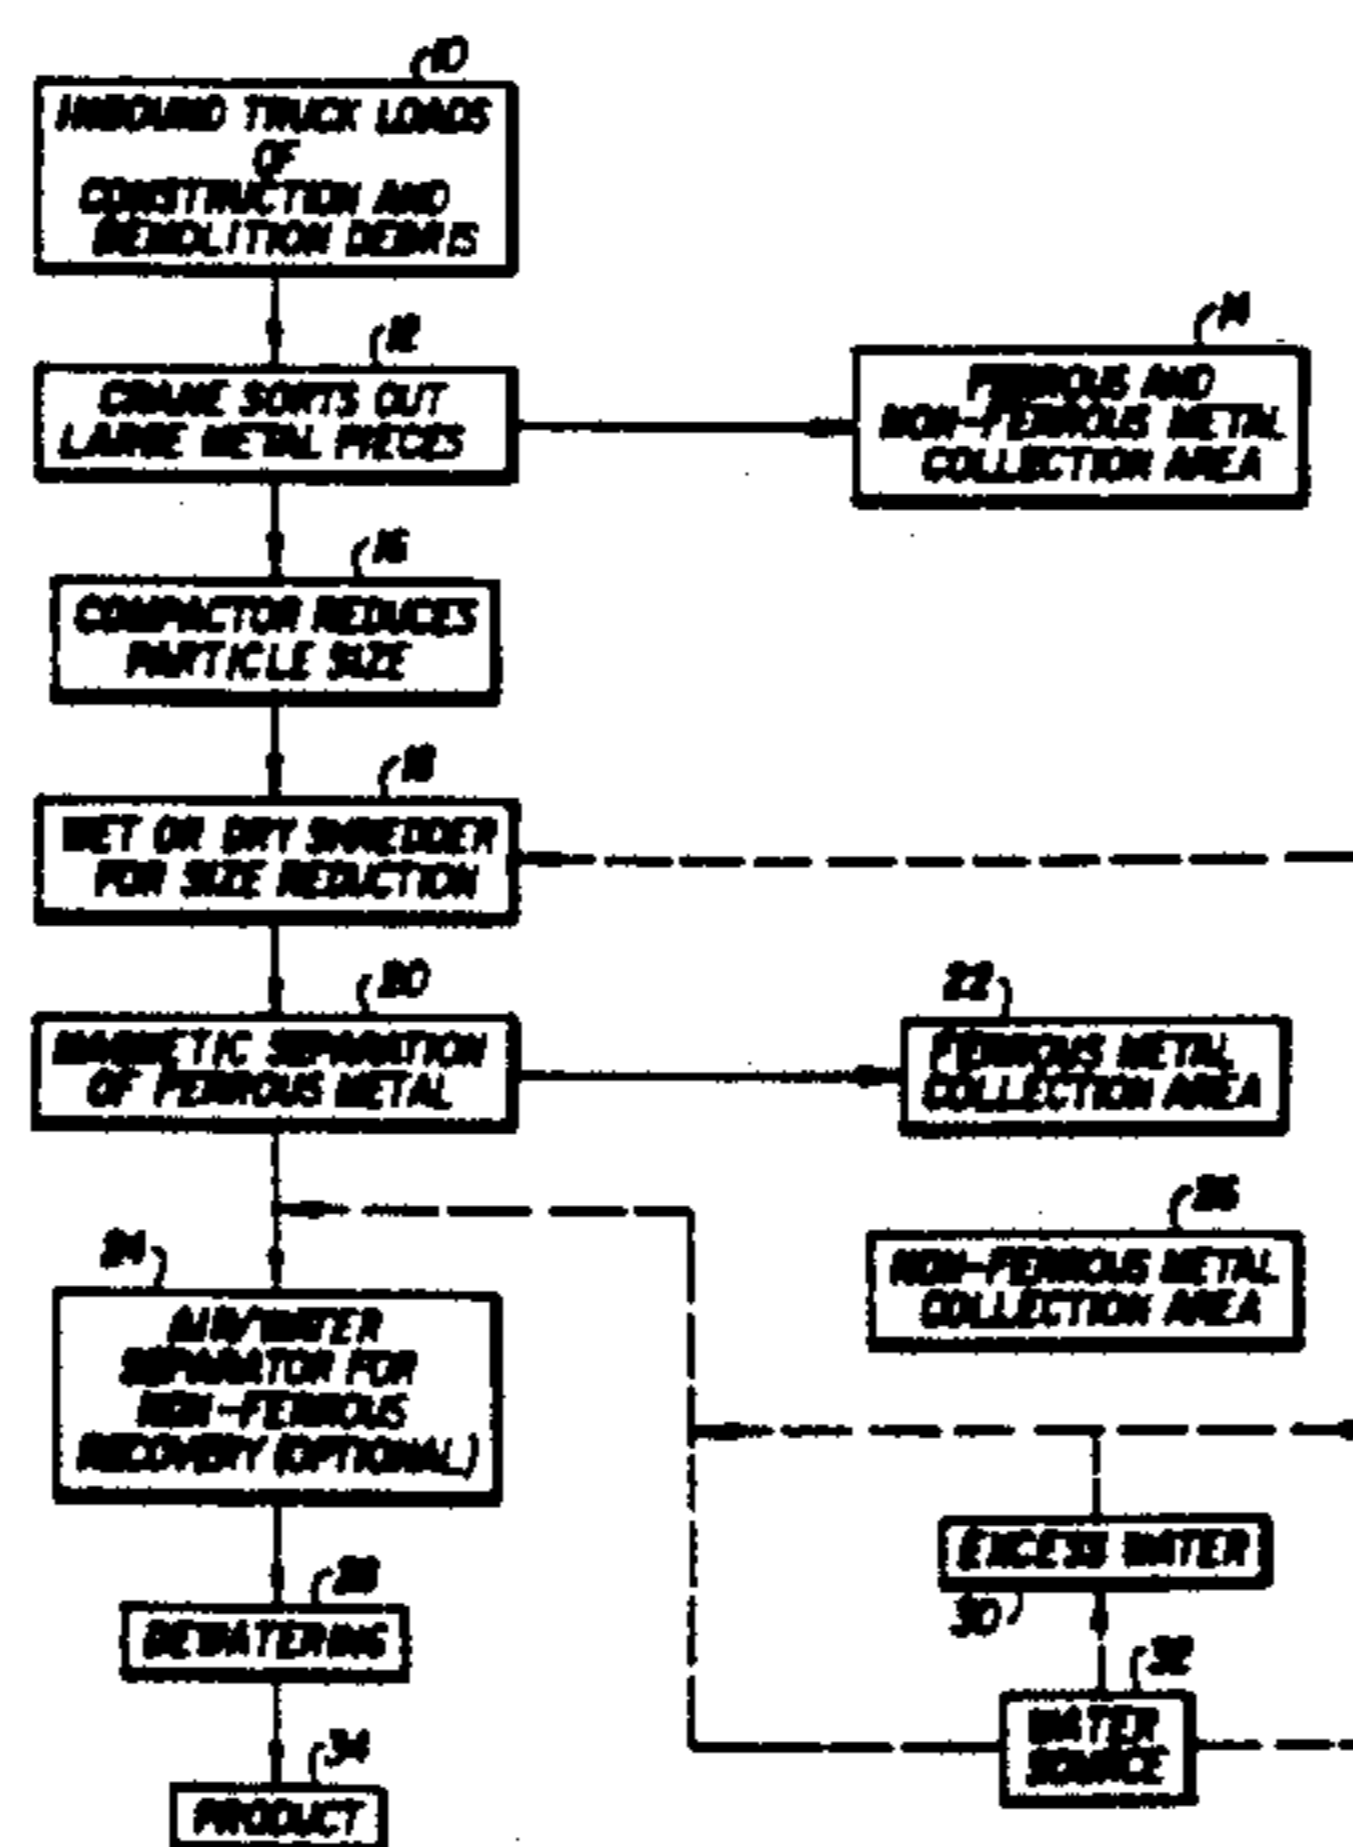 10
INBOUND TRUCK LOADS
OF
CONSTRUCTION AND
DEMOLITION DEBRIS
12
CRANE SORTS OUT
LARGE METAL PIECES
14
FERROUS AND
NON-FERROUS METAL
COLLECTION AREA
16
COMPACTOR REDUCES
PARTICLE SIZE
18
WET OR DRY SHREDDER
FOR SIZE REDUCTION
20
MAGNETIC SEPARATION
OF FERROUS METAL
22
FERROUS METAL
COLLECTION AREA
26
NON-FERROUS METAL
COLLECTION AREA
24
AIR/WATER
SEPARATOR FOR
NON-FERROUS
RECOVERY (OPTIONAL)
EXCESS WATER
30
28
DEWATERING
32
WATER
SOURCE
34
PRODUCT